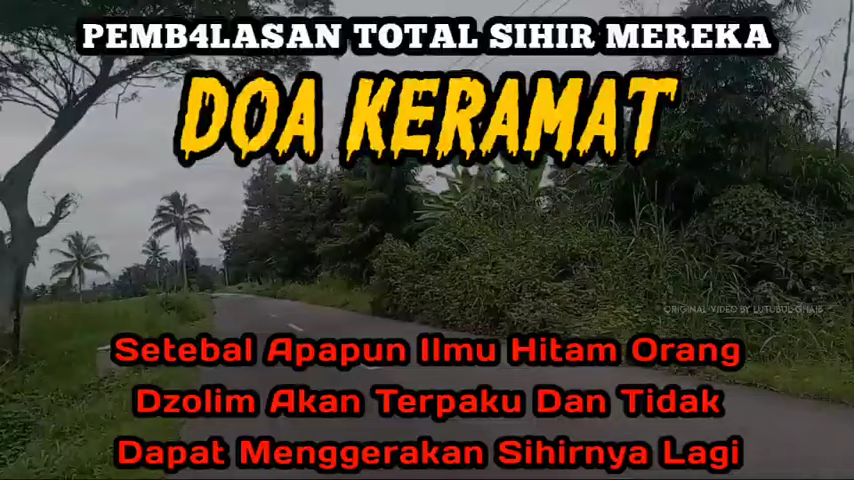 PEMB4LASAN TOTAL SIHIR MEREKA
DOA KERAMAT
ORIGINAL VIDEO BY LUTUBUL GHAIB
Setebal Apapun Ilmu Hitam Orang
Dzolim Akan Terpaku Dan Tidak
Dapat Menggerakan Sihirnya Lagi